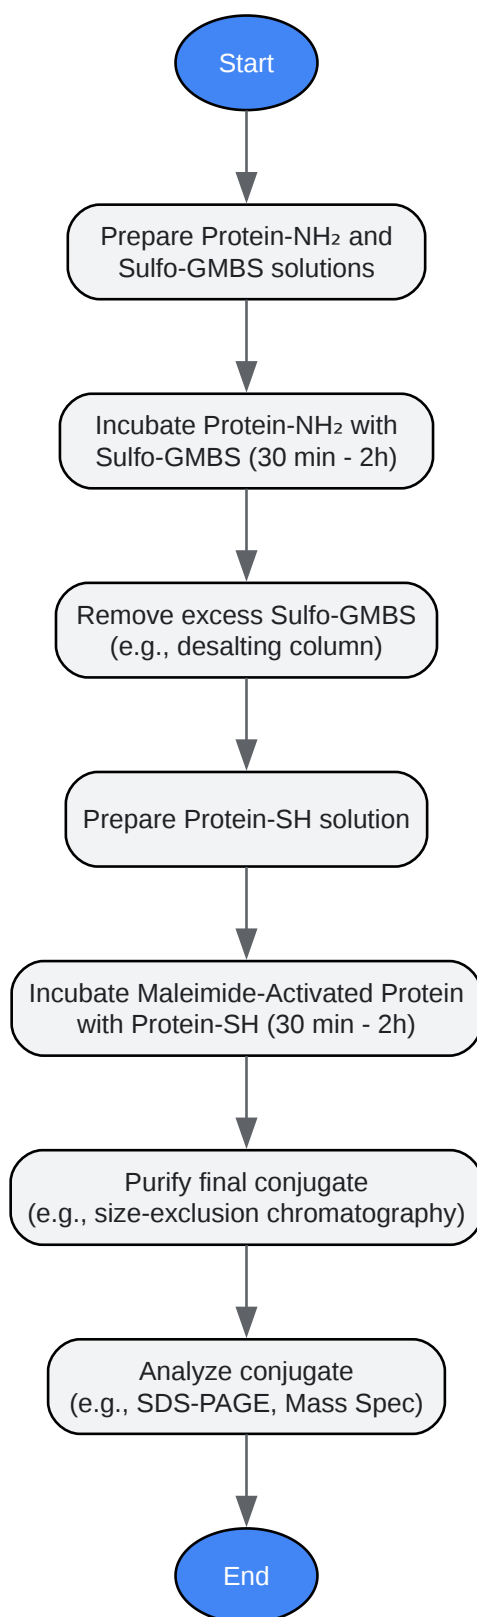 Start
Prepare Protein-NH₂ and
Sulfo-GMBS solutions
Incubate Protein-NH₂ with
Sulfo-GMBS (30 min - 2h)
Remove excess Sulfo-GMBS
(e.g., desalting column)
Prepare Protein-SH solution
Incubate Maleimide-Activated Protein
with Protein-SH (30 min - 2h)
Purify final conjugate
(e.g., size-exclusion chromatography)
Analyze conjugate
(e.g., SDS-PAGE, Mass Spec)
End